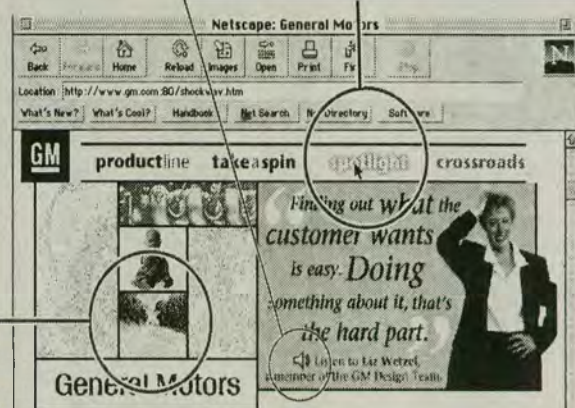 Netscape: General Motors
Back Forward Home Reload Images Open Print Find Stop
N
Location http://www.gm.com:80/shockwav.htm
What's New? What's Cool? Handbook Net Search Net Directory Software
GM
productline takeaspin spotlight crossroads
Finding out what the
customer wants
is easy. Doing
something about it, that's
the hard part.
Listen to Liz Wetzel,
a member of the GM Design Team.
General Motors